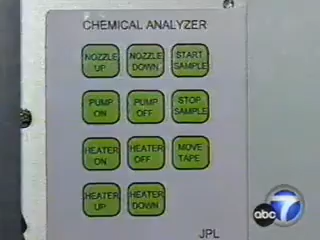 CHEMICAL ANALYZER
NOZZLE UP
NOZZLE DOWN
START SAMPLE
PUMP ON
PUMP OFF
STOP SAMPLE
HEATER ON
HEATER OFF
MOVE TAPE
HEATER UP
HEATER DOWN
JPL
abc 7